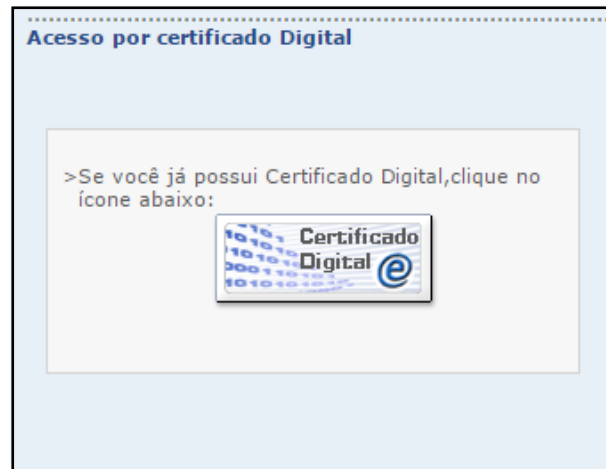 Acesso por certificado Digital
>Se você já possui Certificado Digital,clique no
ícone abaixo:
Certificado
Digital